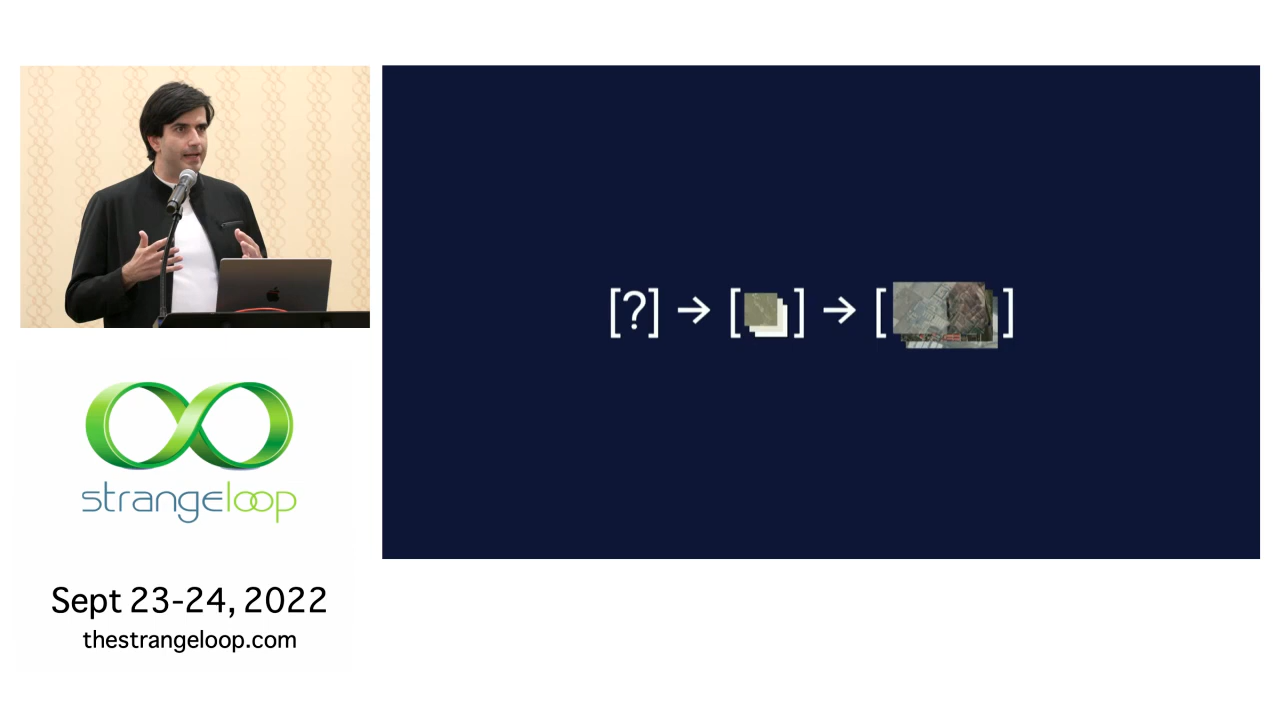 [?] → [ ] → [ ]
strangeloop
Sept 23-24, 2022
thestrangeloop.com